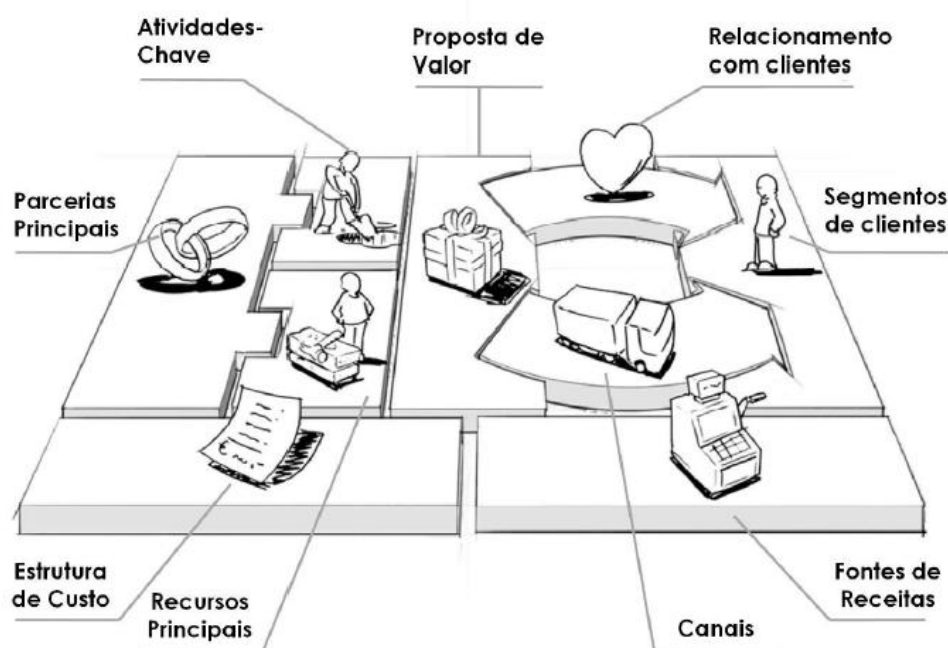 Atividades-
Chave
Proposta de
Valor
Relacionamento
com clientes
Parcerias
Principais
Segmentos
de clientes
Estrutura
de Custo
Recursos
Principais
Canais
Fontes de
Receitas